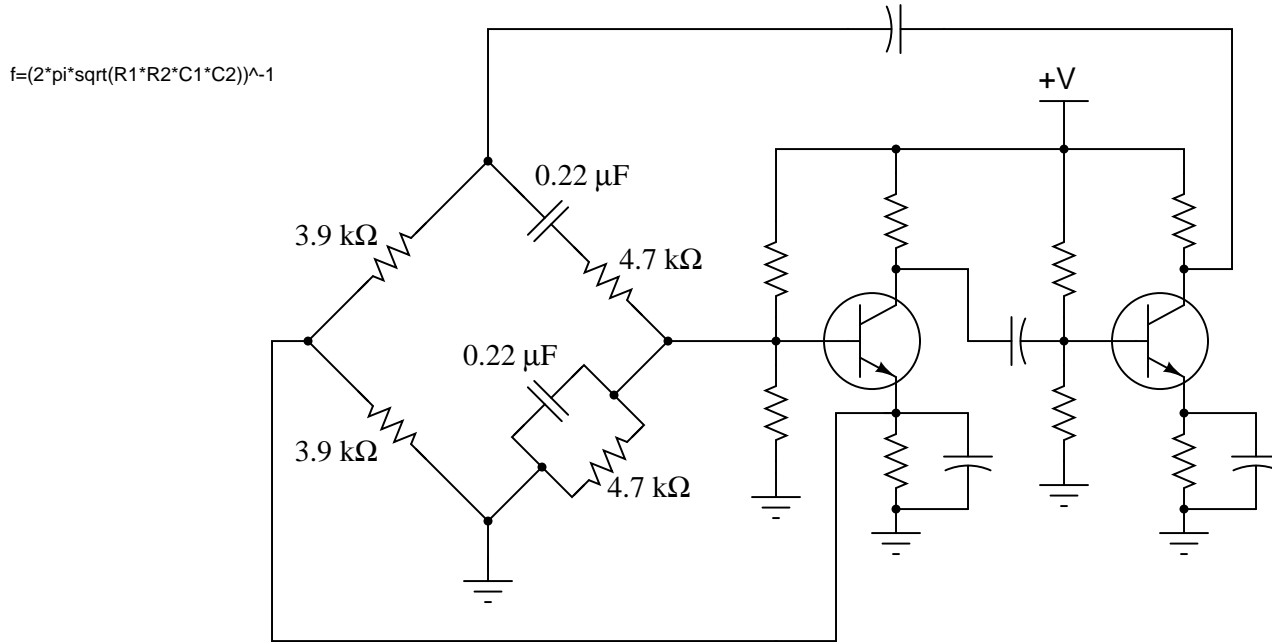 f=(2*pi*sqrt(R1*R2*C1*C2))^-1
+V
0.22 μF
3.9 kΩ
4.7 kΩ
0.22 μF
3.9 kΩ
4.7 kΩ